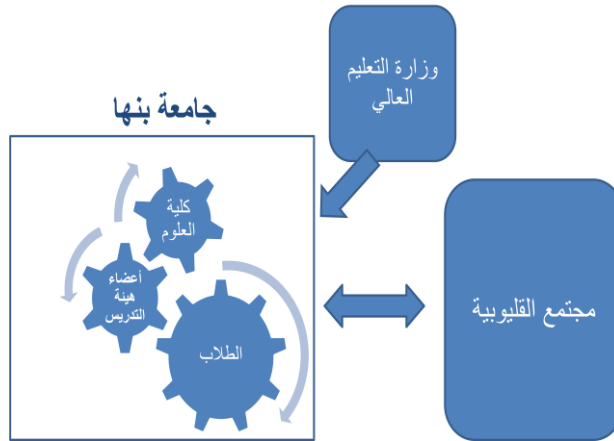 وزارة التعليم
العالي
جامعة بنها
كلية
العلوم
أعضاء
هيئة
التدريس
الطلاب
مجتمع القليوبية